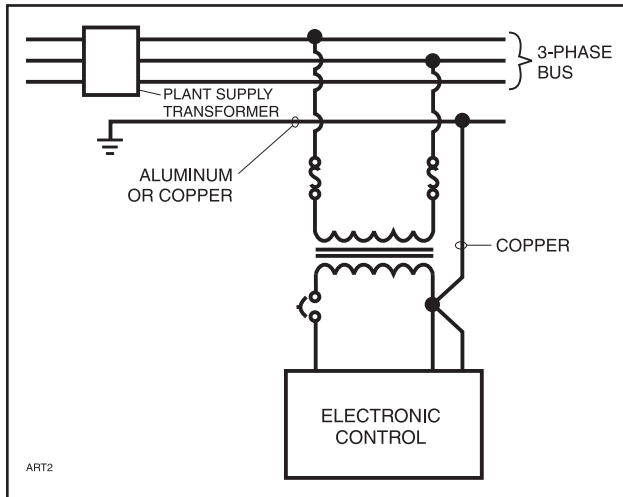 3-PHASE
BUS
PLANT SUPPLY
TRANSFORMER
ALUMINUM
OR COPPER
COPPER
ELECTRONIC
CONTROL
ART2